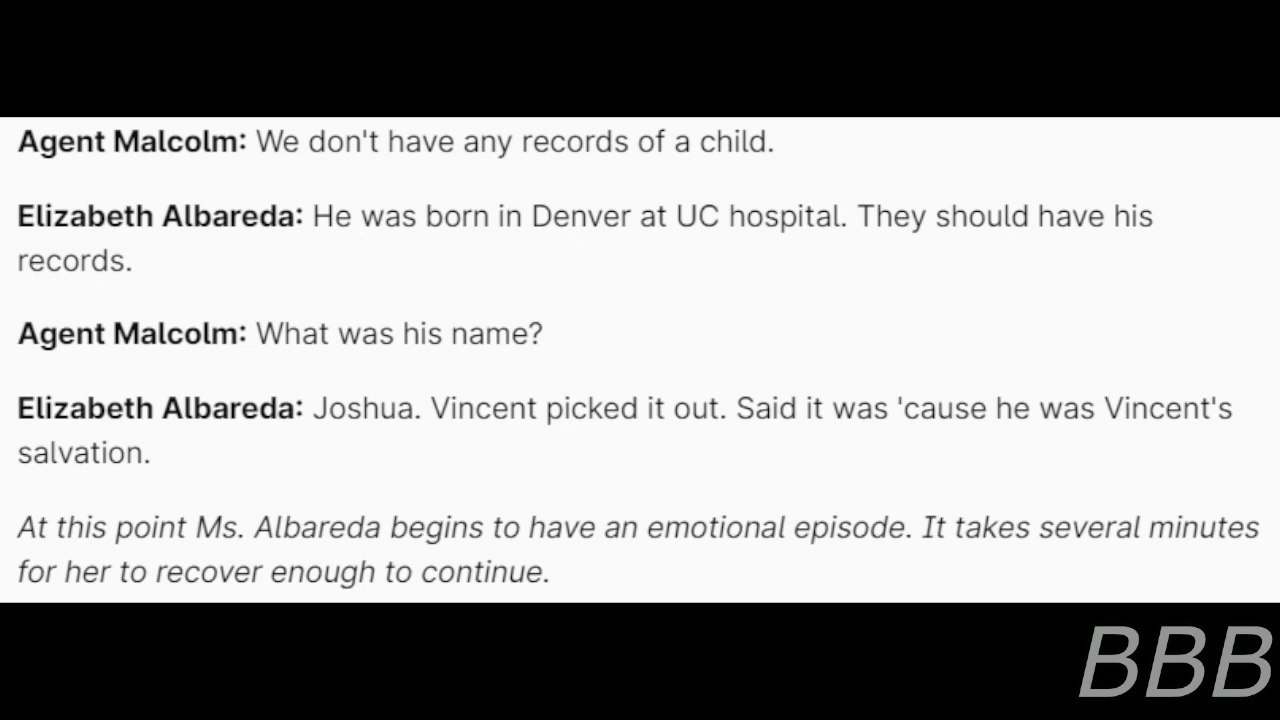 Agent Malcolm: We don't have any records of a child.
Elizabeth Albareda: He was born in Denver at UC hospital. They should have his
records.
Agent Malcolm: What was his name?
Elizabeth Albareda: Joshua. Vincent picked it out. Said it was 'cause he was Vincent's
salvation.
At this point Ms. Albareda begins to have an emotional episode. It takes several minutes
for her to recover enough to continue.
BBB